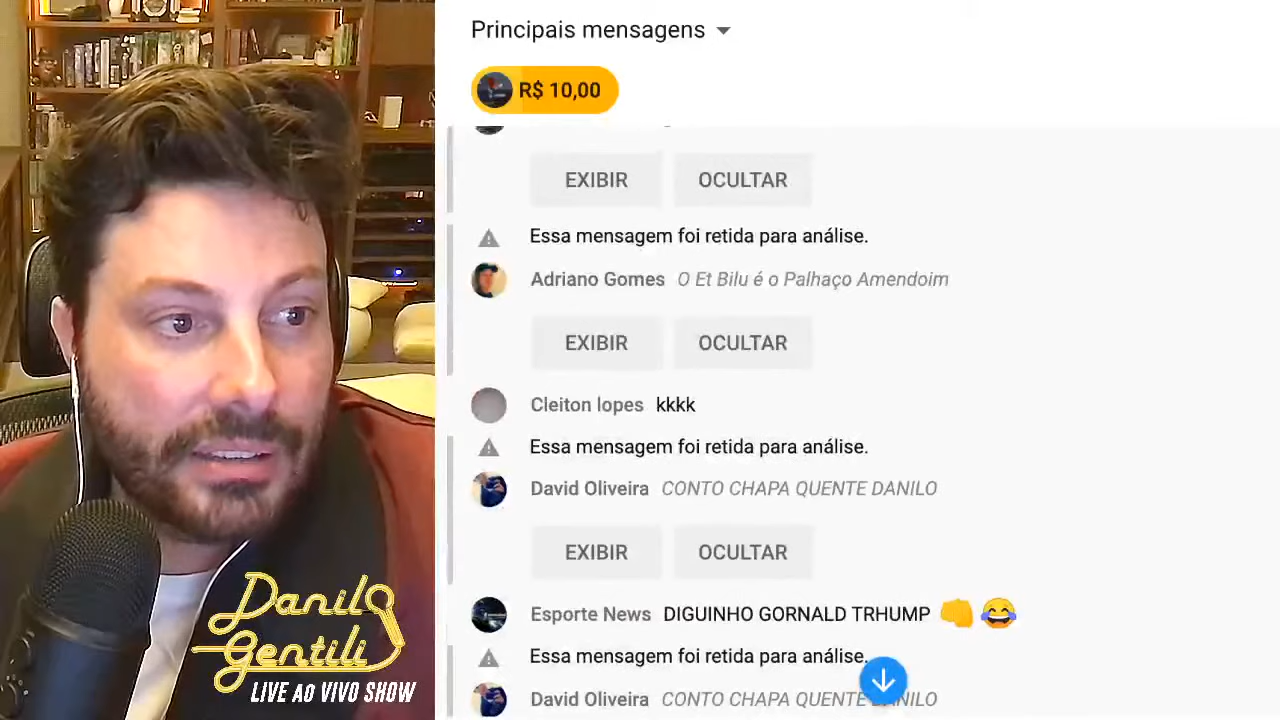 Principais mensagens
R$ 10,00
EXIBIR OCULTAR
Essa mensagem foi retida para análise.
Adriano Gomes O Et Bilu é o Palhaço Amendoim
EXIBIR OCULTAR
Cleiton lopes kkkk
Essa mensagem foi retida para análise.
David Oliveira CONTO CHAPA QUENTE DANILO
EXIBIR OCULTAR
Esporte News DIGUINHO GORNALD TRHUMP 👊😂
Essa mensagem foi retida para análise.
David Oliveira CONTO CHAPA QUENTE DANILO
Danilo
Gentili
LIVE AO VIVO SHOW